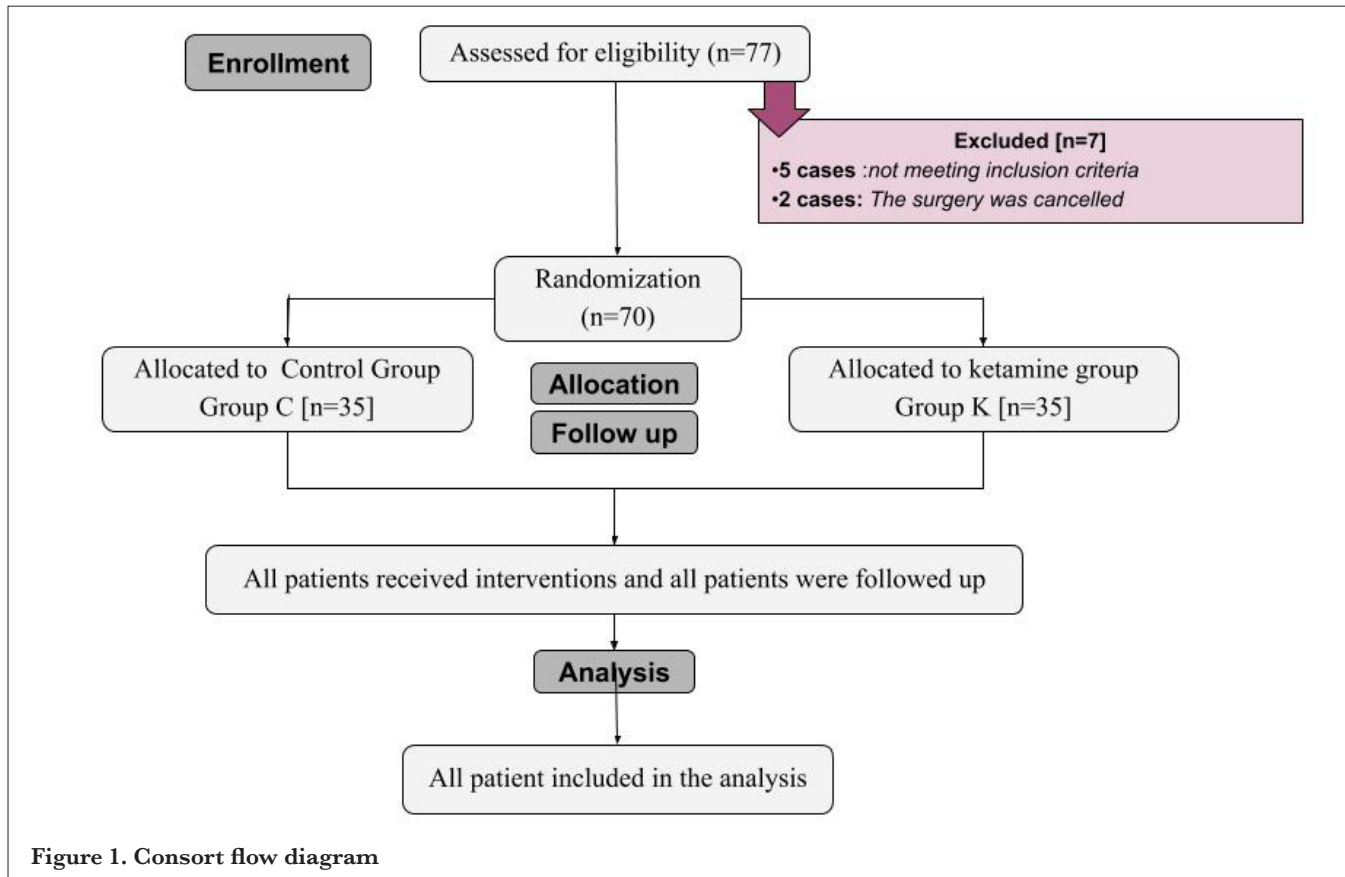 Enrollment
Assessed for eligibility (n=77)
Excluded [n=7]
•5 cases :not meeting inclusion criteria
•2 cases: The surgery was cancelled
Randomization
(n=70)
Allocated to Control Group
Group C [n=35]
Allocation
Follow up
Allocated to ketamine group
Group K [n=35]
All patients received interventions and all patients were followed up
Analysis
All patient included in the analysis
Figure 1. Consort flow diagram